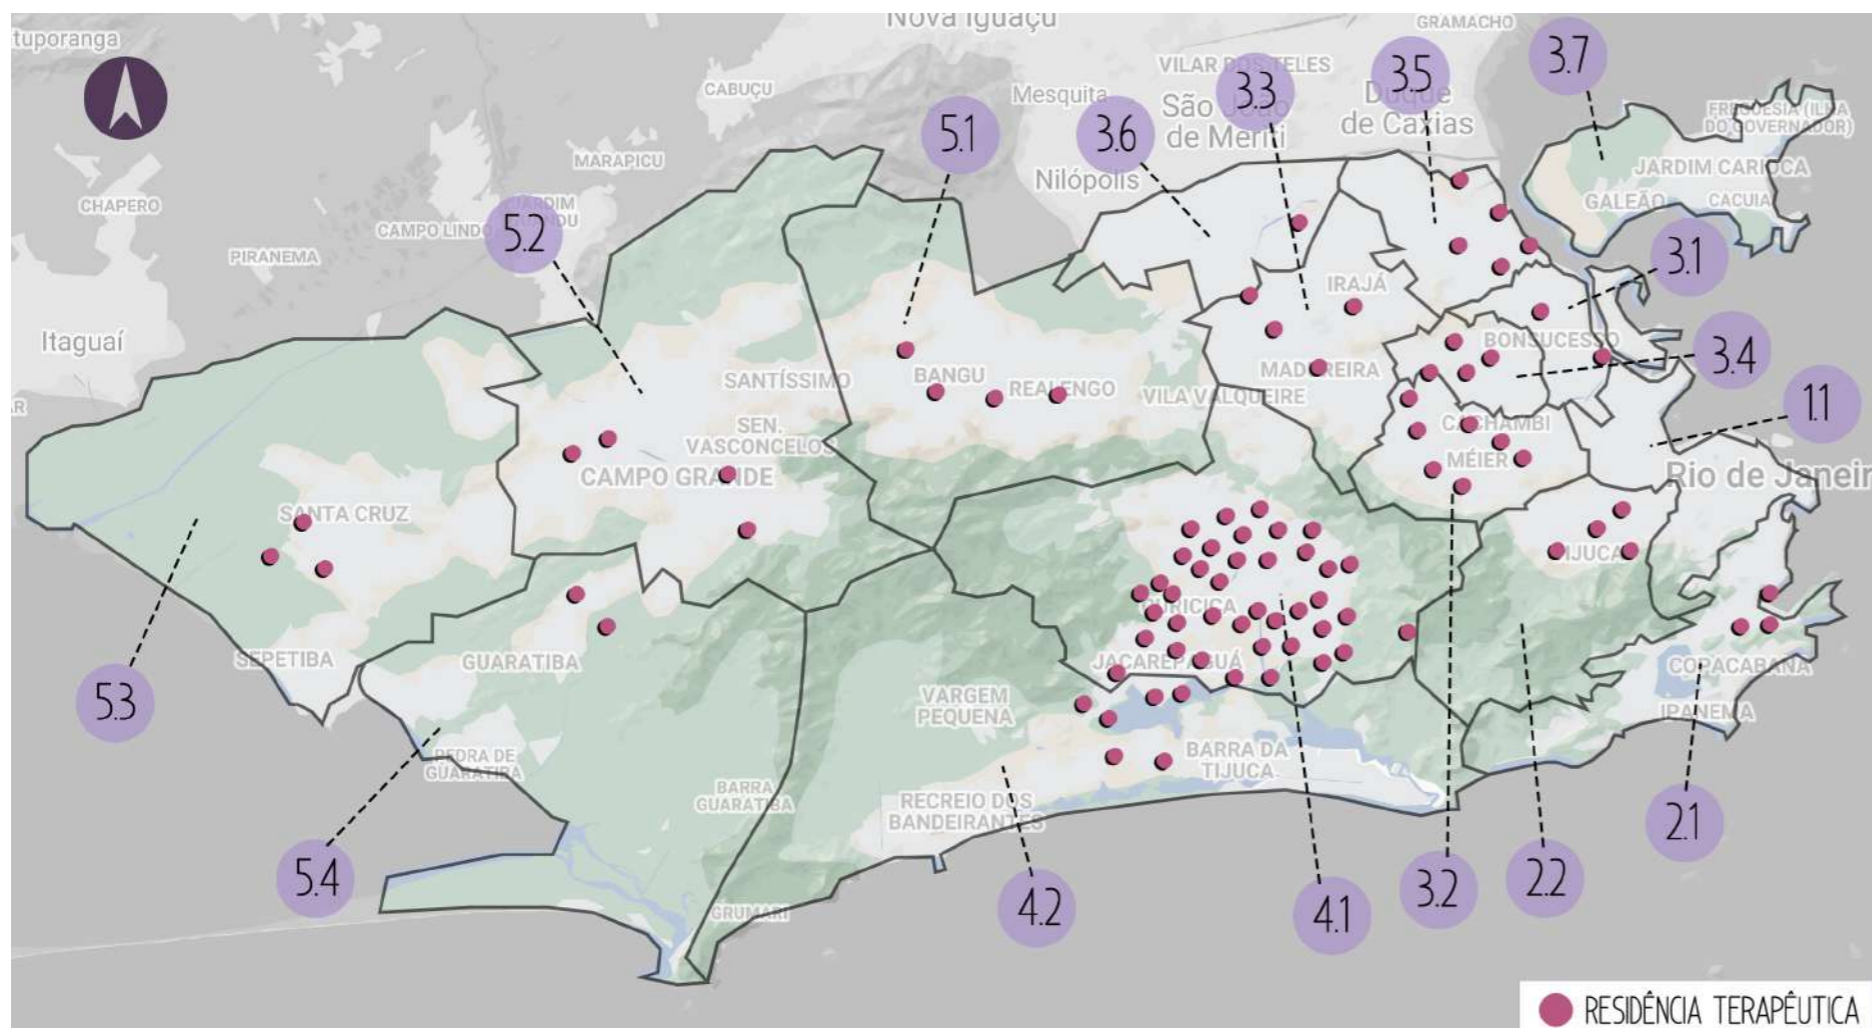 Nova Iguaçu
GRAMACHO
tuporanga
3.7
VILAR DOS TELES
3.5
3.3
CABUÇU
Mesquita
São João
de Meriti
Duque
de Caxias
FREGUESIA (ILHA
DO GOVERNADOR)
5.1
3.6
MARAPICU
JARDIM CARIOCA
Nilópolis
CHAPERO
GALEÃO
CACUIA
JARDIM
CAMPO LINDO
5.2
PIRANEMA
3.1
IRAJÁ
Itaguaí
BONSUCESSO
3.4
SANTÍSSIMO
BANGU
REALENGO
MADUREIRA
VILA VALQUEIRE
1.1
AR
SEN.
VASCONCELOS
CACHAMBI
CAMPO GRANDE
MÉIER
Rio de Janeir
SANTA CRUZ
TIJUCA
CURICICA
SEPETIBA
GUARATIBA
JACAREPAGUÁ
COPACABANA
5.3
VARGEM
PEQUENA
IPANEMA
PEDRA DE
GUARATIBA
BARRA DA
TIJUCA
BARRA
GUARATIBA
RECREIO DOS
BANDEIRANTES
2.1
5.4
GRUMARI
4.2
4.1
3.2
2.2
RESIDÊNCIA TERAPÊUTICA